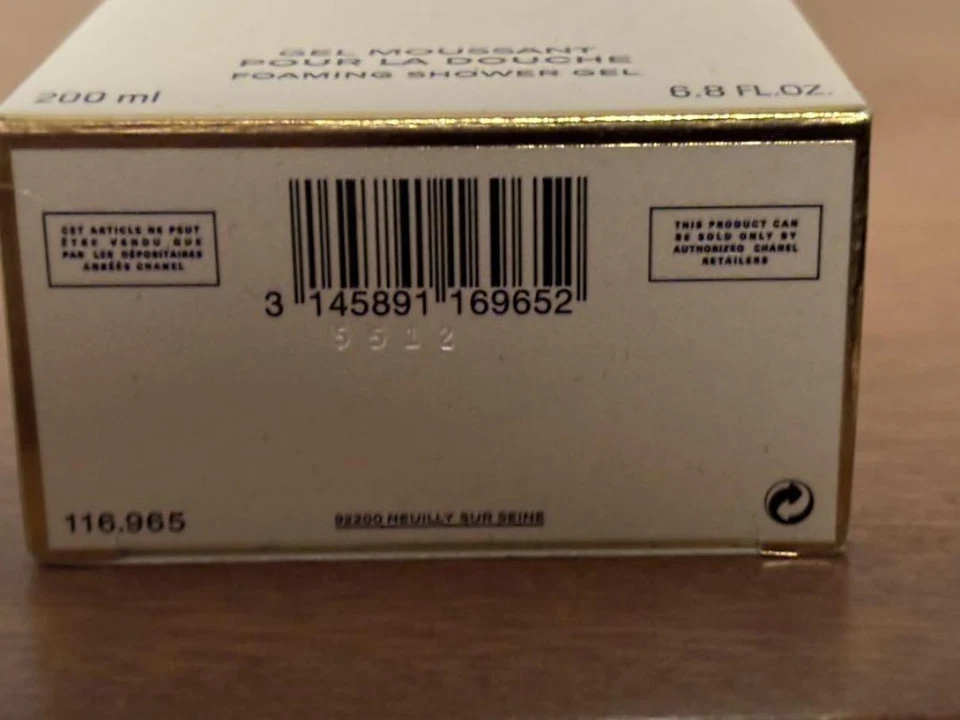 GEL MOUSSANT
POUR LA DOUCHE
FOAMING SHOWER GEL
200 ml
6.8 FL.OZ.
CET ARTICLE NE PEUT
ÊTRE VENDU QUE
PAR LES DÉPOSITAIRES
AGRÉÉS CHANEL
THIS PRODUCT CAN
BE SOLD ONLY BY
AUTHORIZED CHANEL
RETAILERS
3 145891 169652
5512
116.965
92200 NEUILLY SUR SEINE